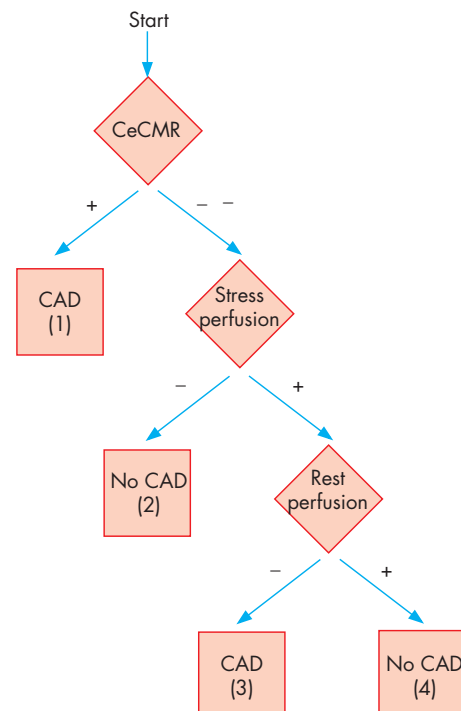 Start
CeCMR
+
– –
CAD
(1)
Stress
perfusion
–
+
No CAD
(2)
Rest
perfusion
–
+
CAD
(3)
No CAD
(4)